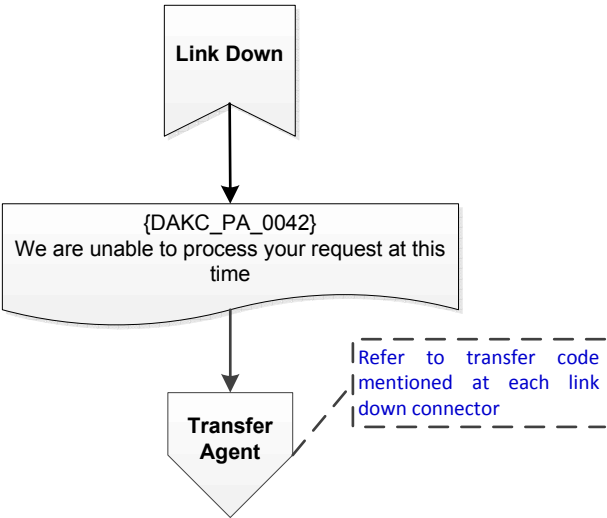 Link Down
{DAKC_PA_0042}
We are unable to process your request at this
time
Refer to transfer code
mentioned at each link
down connector
Transfer
Agent